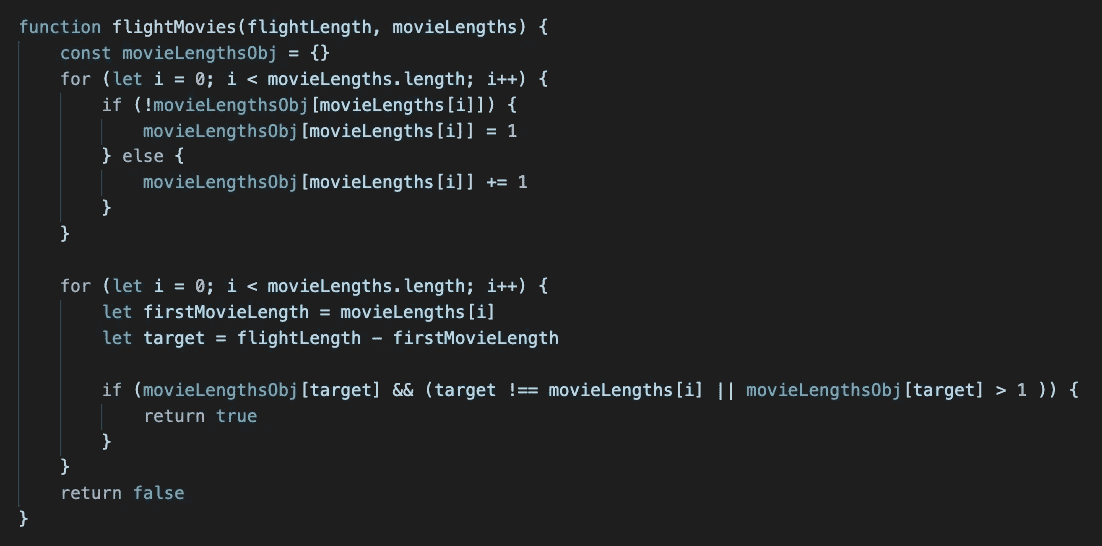 function flightMovies(flightLength, movieLengths) {
    const movieLengthsObj = {}
    for (let i = 0; i < movieLengths.length; i++) {
        if (!movieLengthsObj[movieLengths[i]]) {
            movieLengthsObj[movieLengths[i]] = 1
        } else {
            movieLengthsObj[movieLengths[i]] += 1
        }
    }

    for (let i = 0; i < movieLengths.length; i++) {
        let firstMovieLength = movieLengths[i]
        let target = flightLength - firstMovieLength

        if (movieLengthsObj[target] && (target !== movieLengths[i] || movieLengthsObj[target] > 1 )) {
            return true
        }
    }
    return false
}